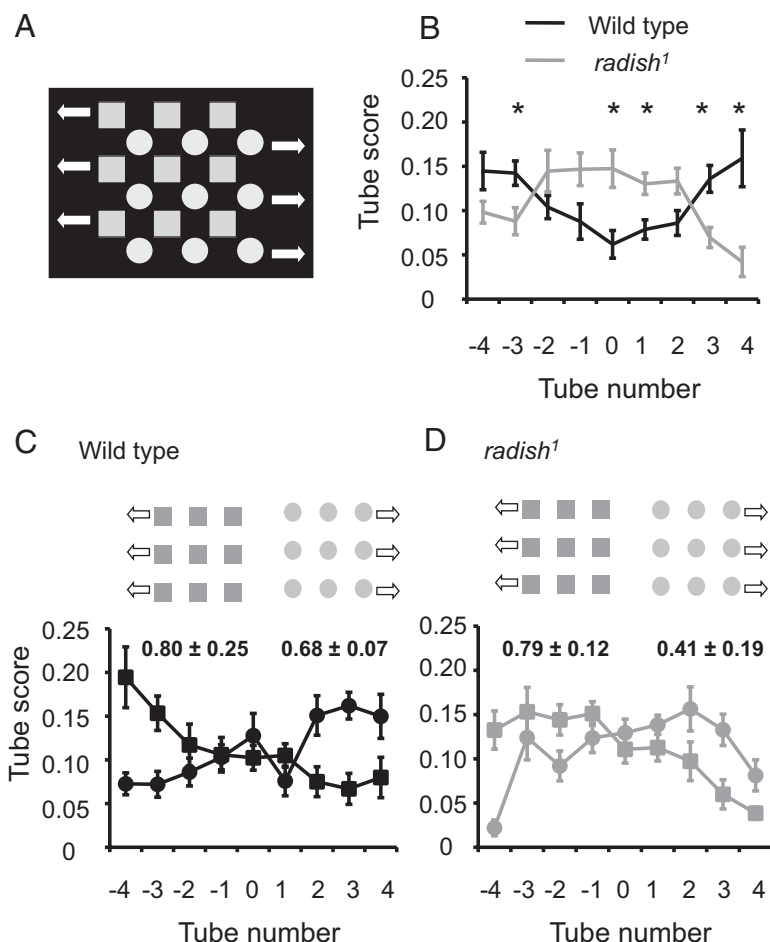 A
B
Wild type
radish1
Tube score
0.25
0.20
0.15
0.10
0.05
0
* * * * *
-4 -3 -2 -1 0 1 2 3 4
Tube number
C Wild type
0.80 ± 0.25 0.68 ± 0.07
Tube score
0.25
0.20
0.15
0.10
0.05
0
-4 -3 -2 -1 0 1 2 3 4
Tube number
D radish1
0.79 ± 0.12 0.41 ± 0.19
0.25
0.20
0.15
0.10
0.05
0
-4 -3 -2 -1 0 1 2 3 4
Tube number